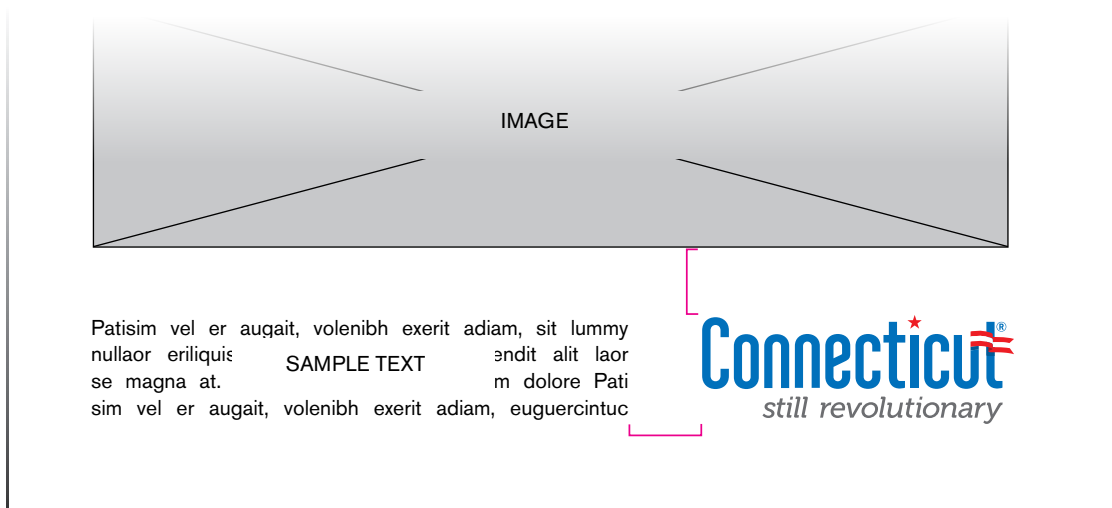 IMAGE
Patisim vel er augait, volenibh exerit adiam, sit lummy
nullaor eriliquis endit alit laor
SAMPLE TEXT
se magna at. m dolore Pati
sim vel er augait, volenibh exerit adiam, euguercintuc
Connecticut®
still revolutionary